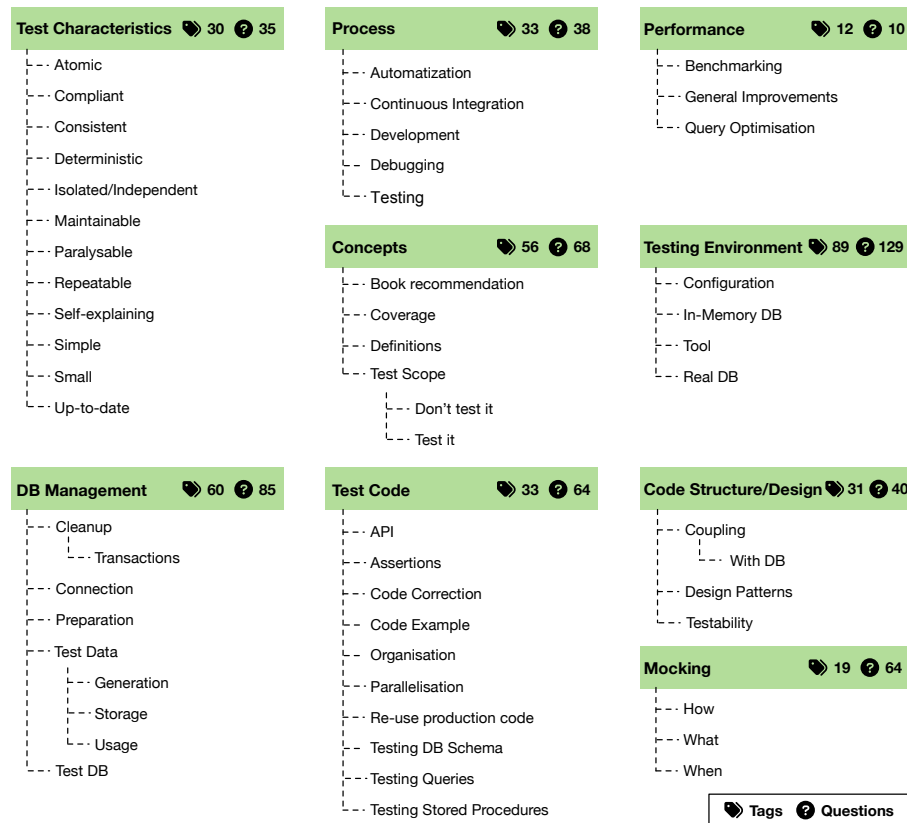 Test Characteristics 30 35
Atomic
Compliant
Consistent
Deterministic
Isolated/Independent
Maintainable
Paralysable
Repeatable
Self-explaining
Simple
Small
Up-to-date
Process 33 38
Automatization
Continuous Integration
Development
Debugging
Testing
Performance 12 10
Benchmarking
General Improvements
Query Optimisation
Concepts 56 68
Book recommendation
Coverage
Definitions
Test Scope
Don't test it
Test it
Testing Environment 89 129
Configuration
In-Memory DB
Tool
Real DB
DB Management 60 85
Cleanup
Transactions
Connection
Preparation
Test Data
Generation
Storage
Usage
Test DB
Test Code 33 64
API
Assertions
Code Correction
Code Example
Organisation
Parallelisation
Re-use production code
Testing DB Schema
Testing Queries
Testing Stored Procedures
Code Structure/Design 31 40
Coupling
With DB
Design Patterns
Testability
Mocking 19 64
How
What
When
Tags Questions